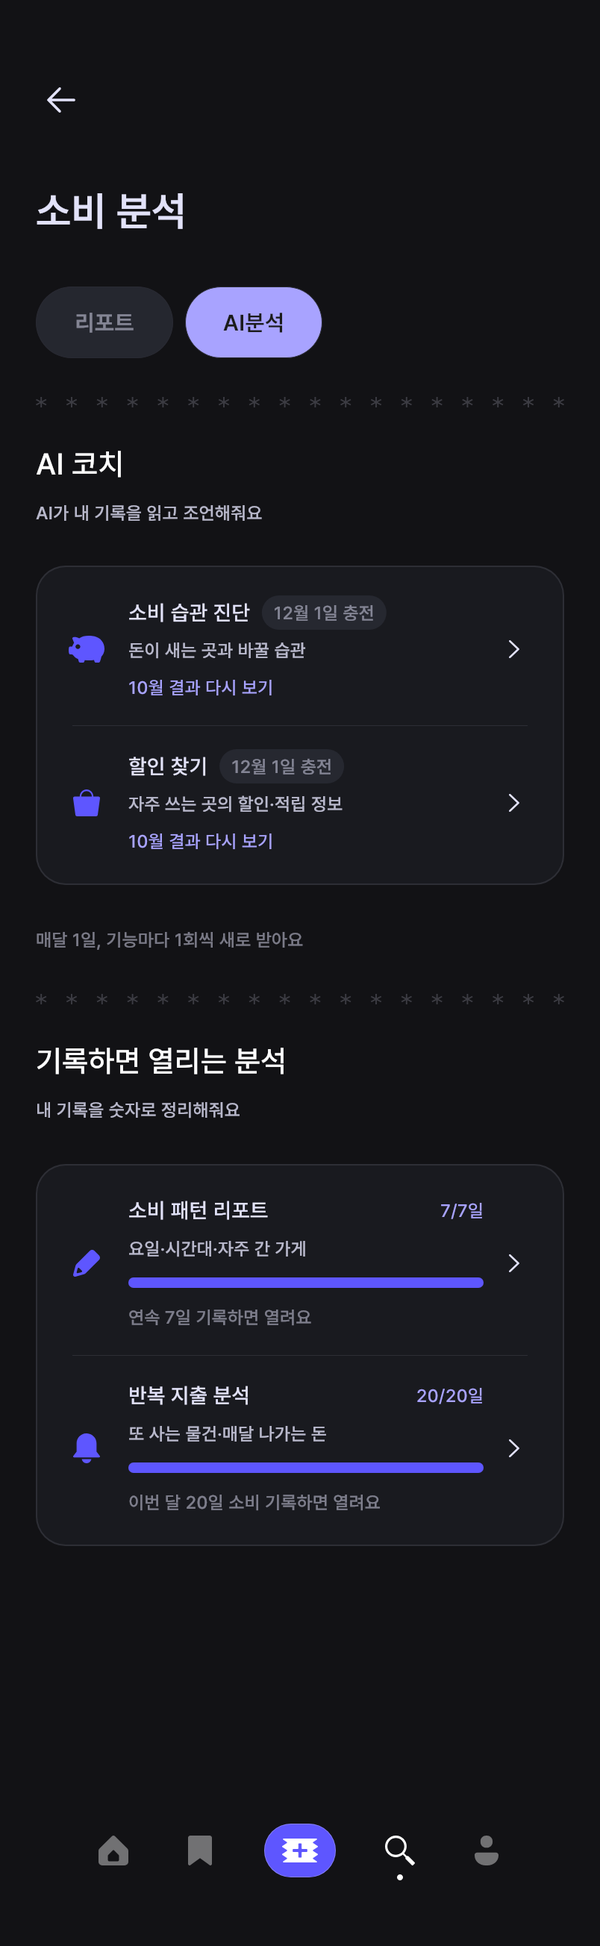 소비 분석
리포트
AI분석
AI 코치
AI가 내 기록을 읽고 조언해줘요
소비 습관 진단 12월 1일 충전
돈이 새는 곳과 바꿀 습관
10월 결과 다시 보기
할인 찾기 12월 1일 충전
자주 쓰는 곳의 할인·적립 정보
10월 결과 다시 보기
매달 1일, 기능마다 1회씩 새로 받아요
기록하면 열리는 분석
내 기록을 숫자로 정리해줘요
소비 패턴 리포트 7/7일
요일·시간대·자주 간 가게
연속 7일 기록하면 열려요
반복 지출 분석 20/20일
또 사는 물건·매달 나가는 돈
이번 달 20일 소비 기록하면 열려요